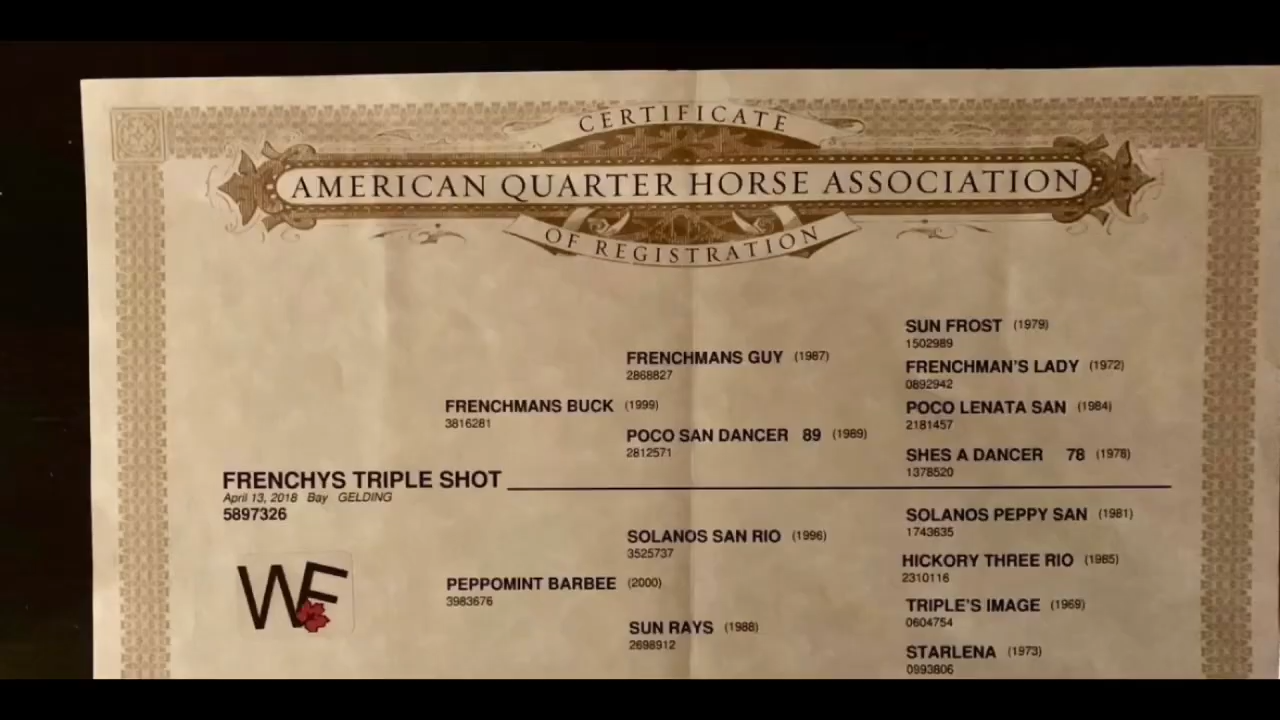 CERTIFICATE
AMERICAN QUARTER HORSE ASSOCIATION
OF REGISTRATION
SUN FROST (1979)
1502989
FRENCHMANS GUY (1987)
2868827
FRENCHMAN'S LADY (1972)
0892942
FRENCHMANS BUCK (1999)
3816281
POCO LENATA SAN (1984)
2181457
POCO SAN DANCER 89 (1989)
2812571
SHES A DANCER 78 (1978)
1378520
FRENCHYS TRIPLE SHOT
April 13, 2018 Bay GELDING
5897326
SOLANOS PEPPY SAN (1981)
1743635
SOLANOS SAN RIO (1996)
3525737
HICKORY THREE RIO (1985)
2310116
PEPPOMINT BARBEE (2000)
3983676
TRIPLE'S IMAGE (1969)
0604754
SUN RAYS (1988)
2698912
STARLENA (1973)
0993806
WF